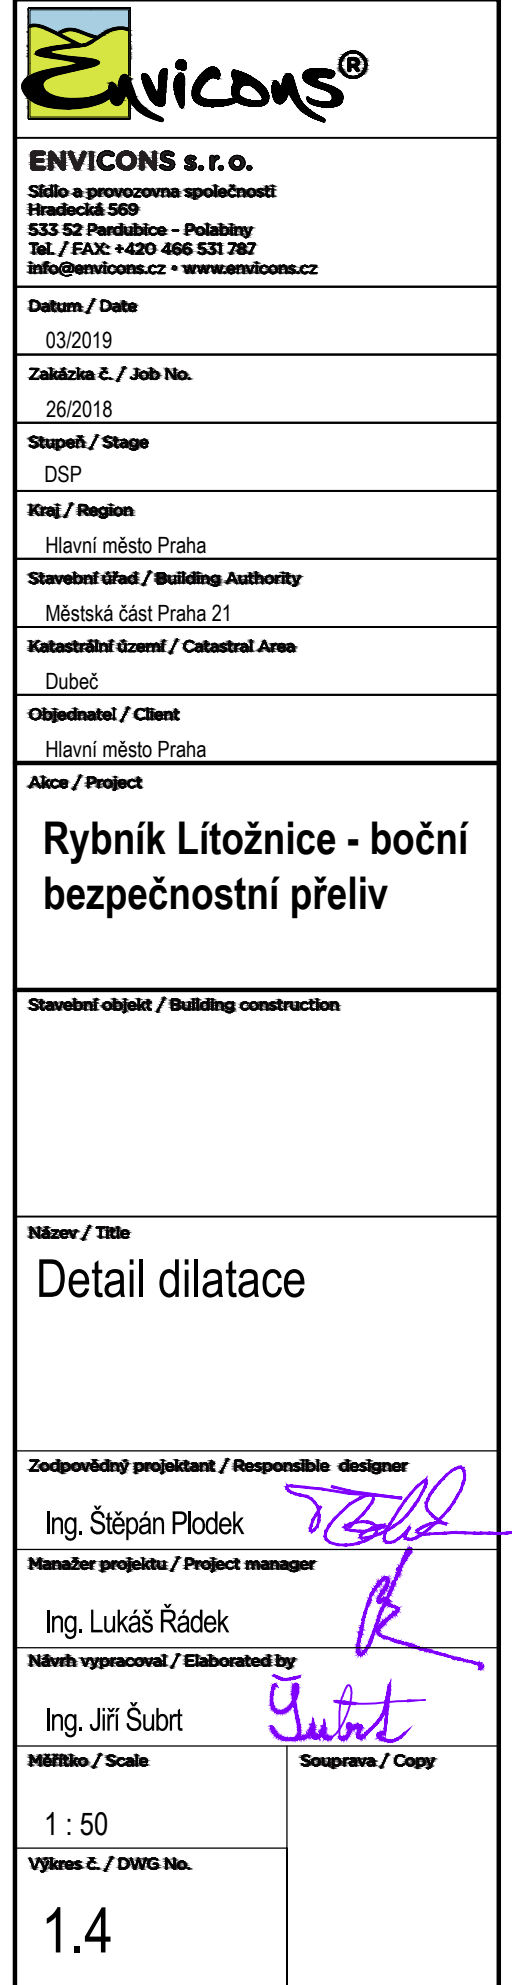 Envicons®
ENVICONS s.r.o.
Sídlo a provozovna společnosti
Hradecká 569
533 52 Pardubice - Polabiny
Tel. / FAX: +420 466 531 787
info@envicons.cz • www.envicons.cz
Datum / Date
03/2019
Zakázka č. / Job No.
26/2018
Stupeň / Stage
DSP
Kraj / Region
Hlavní město Praha
Stavební úřad / Building Authority
Městská část Praha 21
Katastrální území / Catastral Area
Dubeč
Objednatel / Client
Hlavní město Praha
Akce / Project
Rybník Lítožnice - boční
bezpečnostní přeliv
Stavební objekt / Building construction
Název / Title
Detail dilatace
Zodpovědný projektant / Responsible designer
Ing. Štěpán Plodek
Manažer projektu / Project manager
Ing. Lukáš Řádek
Návrh vypracoval / Elaborated by
Ing. Jiří Šubrt
Šubrt
Měřítko / Scale
Souprava / Copy
1 : 50
Výkres č. / DWG No.
1.4